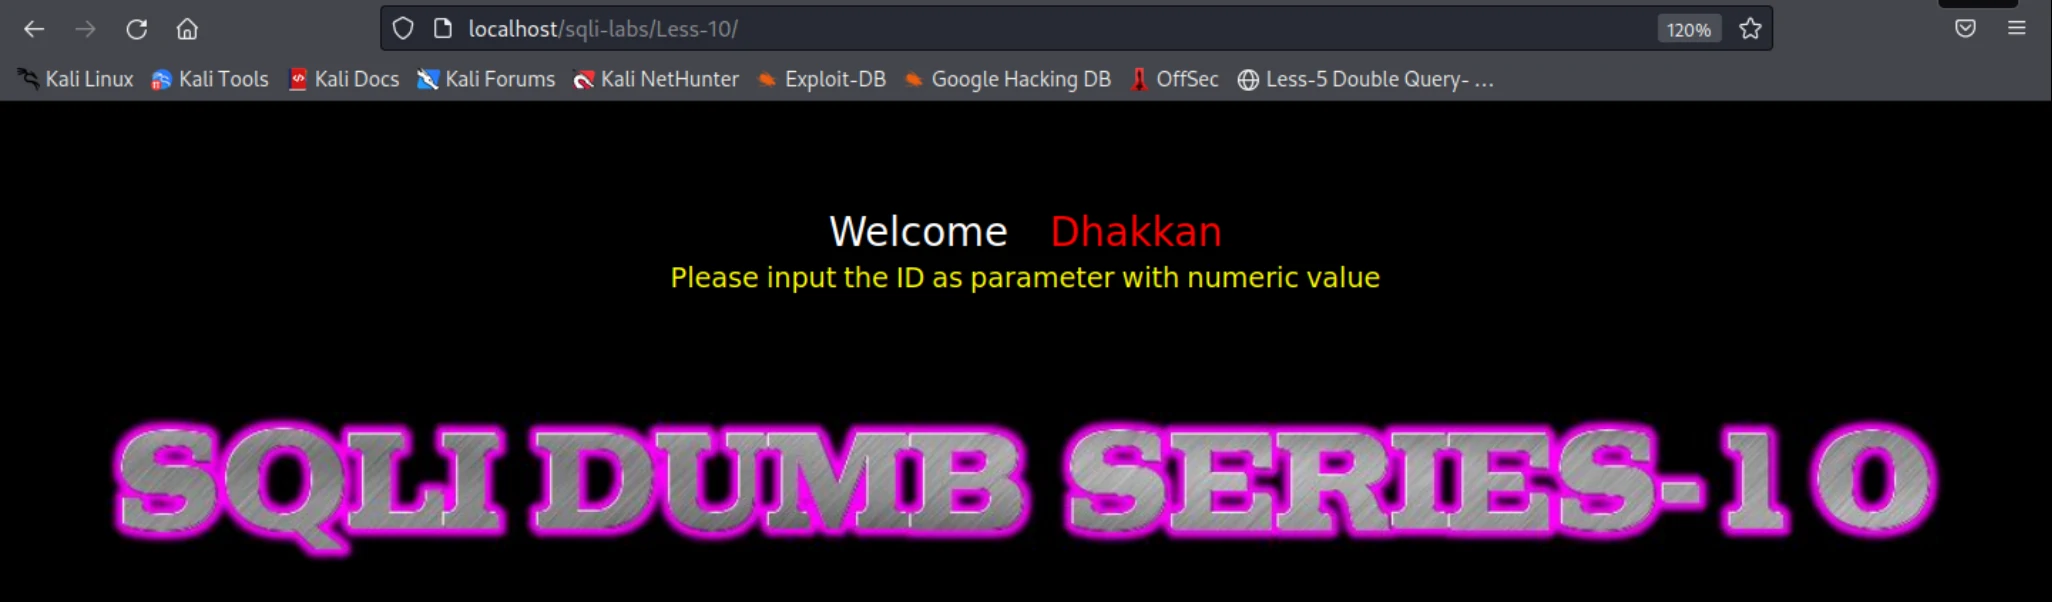 localhost/sqli-labs/Less-10/ 120%
Kali Linux Kali Tools Kali Docs Kali Forums Kali NetHunter Exploit-DB Google Hacking DB OffSec Less-5 Double Query- ...
Welcome Dhakkan
Please input the ID as parameter with numeric value
SQLI DUMB SERIES-10